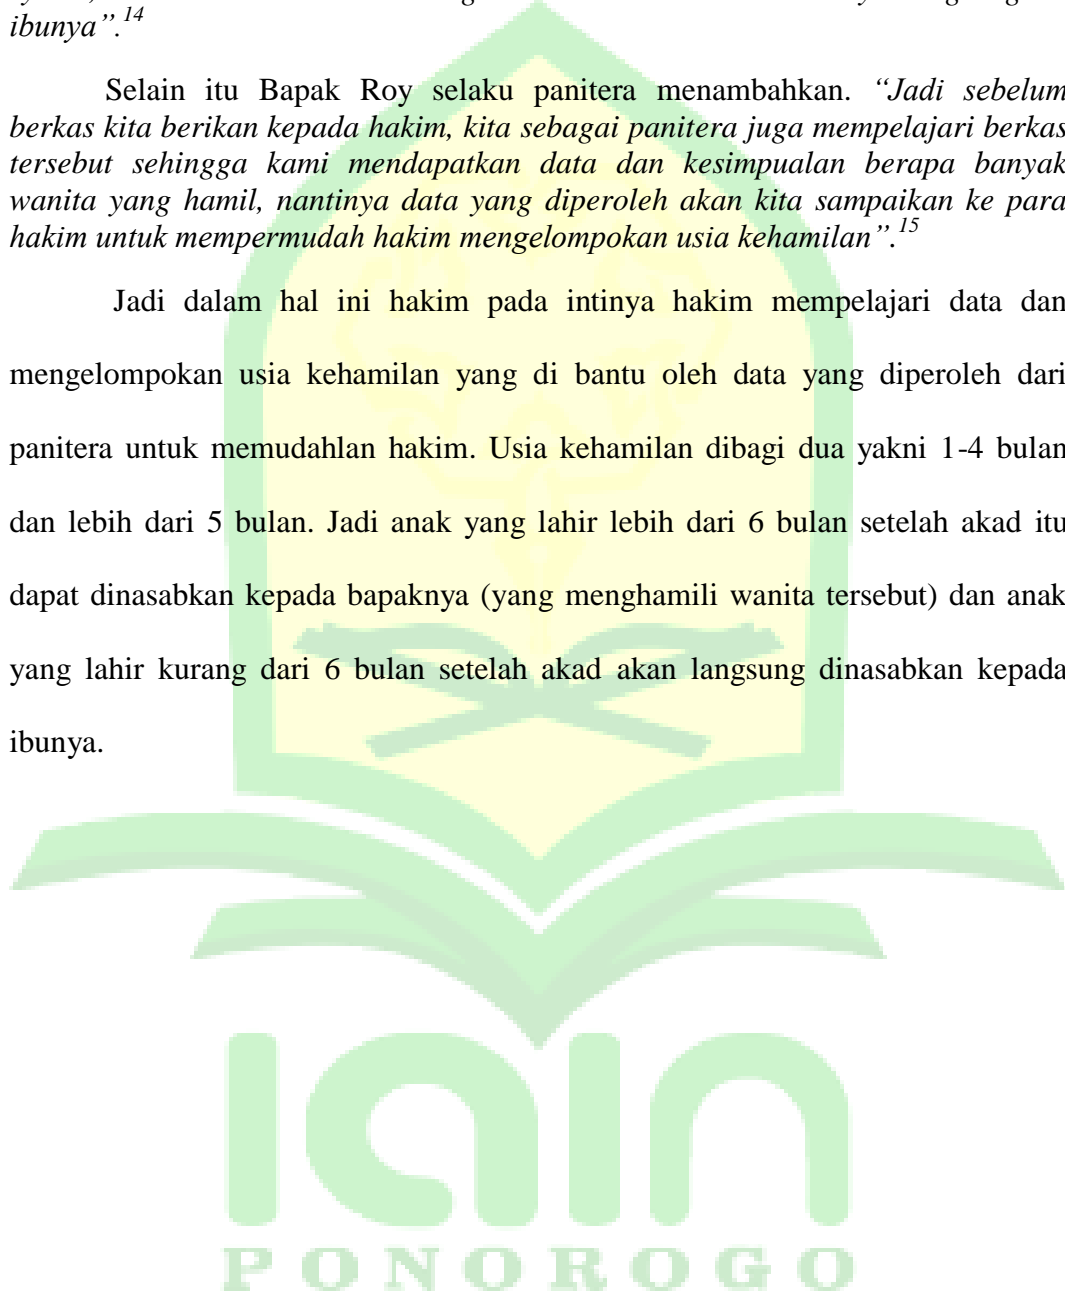 ibunya”.14
Selain itu Bapak Roy selaku panitera menambahkan. “Jadi sebelum
berkas kita berikan kepada hakim, kita sebagai panitera juga mempelajari berkas
tersebut sehingga kami mendapatkan data dan kesimpualan berapa banyak
wanita yang hamil, nantinya data yang diperoleh akan kita sampaikan ke para
hakim untuk mempermudah hakim mengelompokan usia kehamilan”.15
Jadi dalam hal ini hakim pada intinya hakim mempelajari data dan
mengelompokan usia kehamilan yang di bantu oleh data yang diperoleh dari
panitera untuk memudahlan hakim. Usia kehamilan dibagi dua yakni 1-4 bulan
dan lebih dari 5 bulan. Jadi anak yang lahir lebih dari 6 bulan setelah akad itu
dapat dinasabkan kepada bapaknya (yang menghamili wanita tersebut) dan anak
yang lahir kurang dari 6 bulan setelah akad akan langsung dinasabkan kepada
ibunya.
iain
PONOROGO